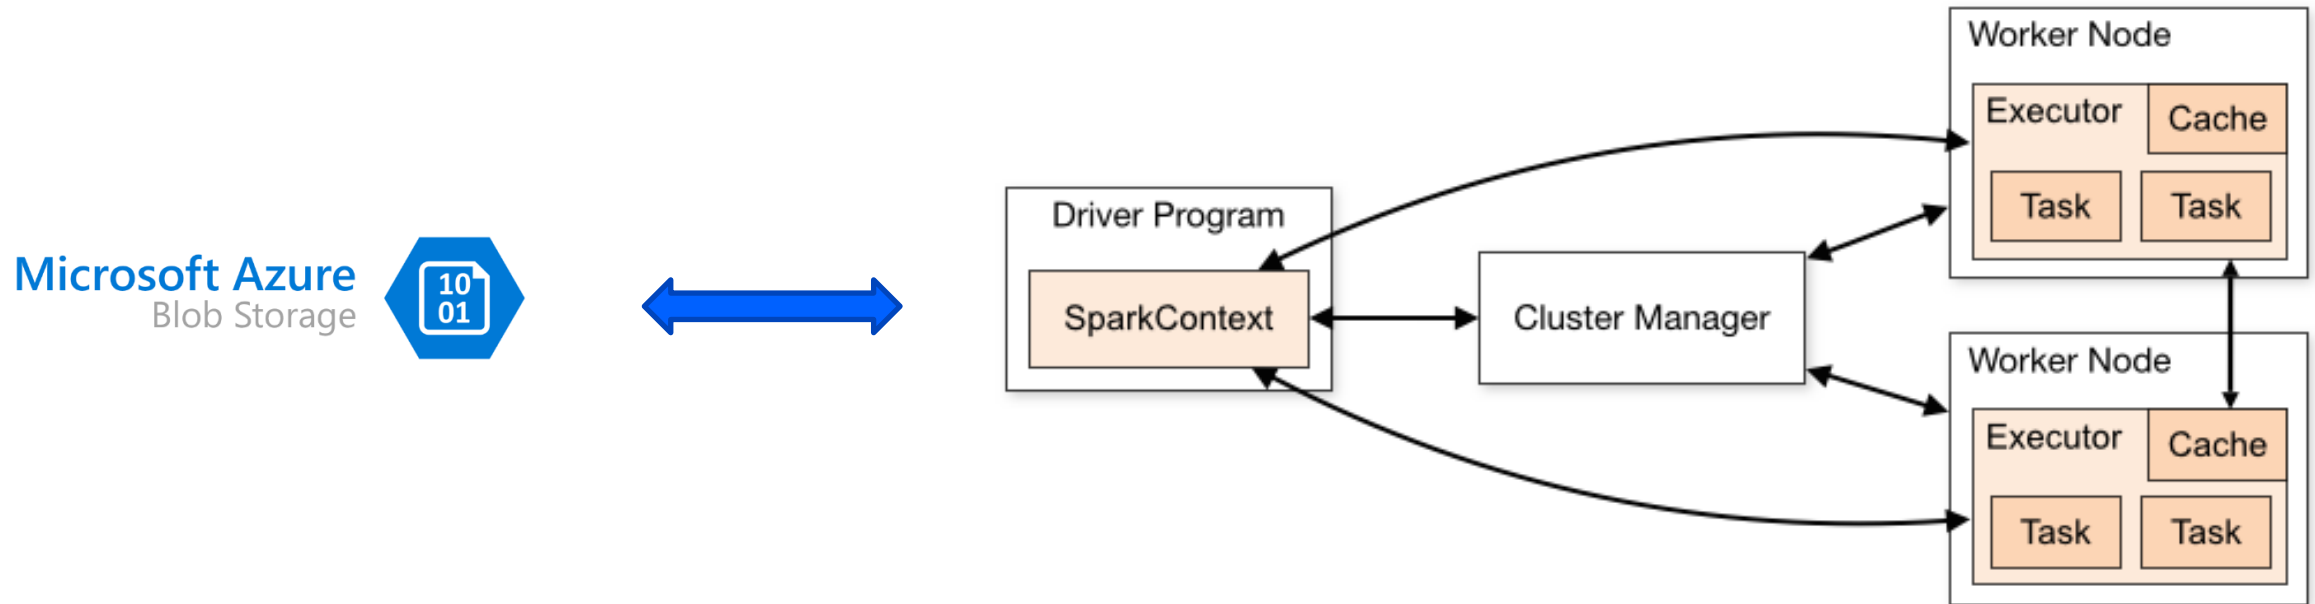 Microsoft Azure
Blob Storage
10
01
Driver Program
SparkContext
Cluster Manager
Worker Node
Executor
Cache
Task
Task
Worker Node
Executor
Cache
Task
Task